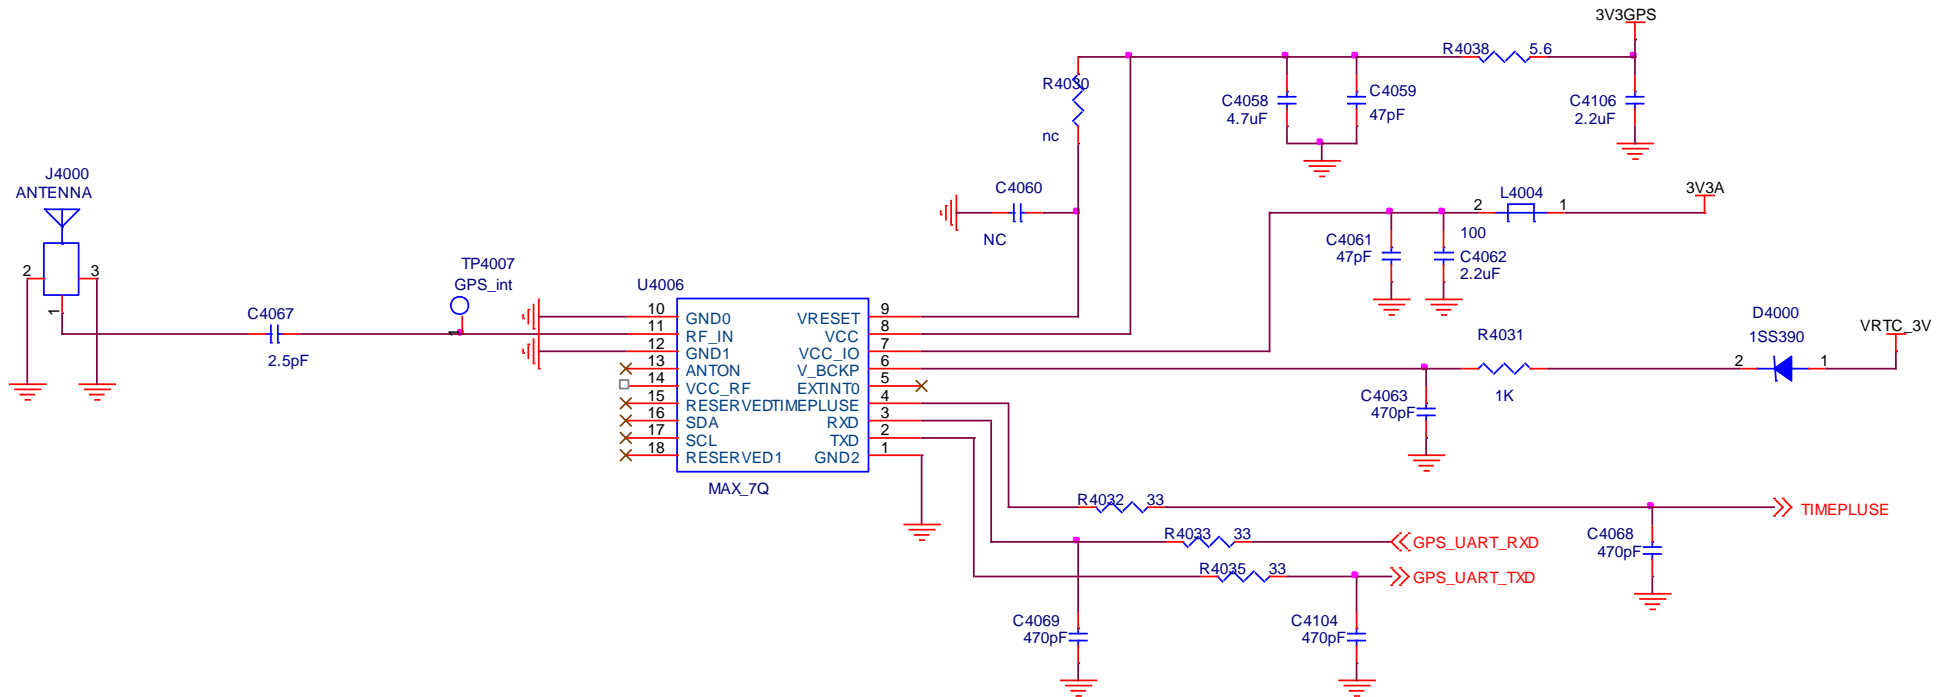 3V3GPS
R4038 5.6
R4030
nc
C4058
4.7uF
C4059
47pF
C4106
2.2uF
J4000
ANTENNA
2 3
1
C4060
NC
3V3A
L4004
2 1
100
C4061
47pF
C4062
2.2uF
TP4007
GPS_int
1
C4067
2.5pF
U4006
10 GND0 VRESET 9
11 RF_IN VCC 8
12 GND1 VCC_IO 7
13 ANTON V_BCKP 6
14 VCC_RF EXTINT0 5
15 RESERVEDTIMEPLUSE 4
16 SDA RXD 3
17 SCL TXD 2
18 RESERVED1 GND2 1
MAX_7Q
D4000
1SS390
2 1
VRTC_3V
R4031
1K
C4063
470pF
R4032 33
TIMEPLUSE
R4033 33
GPS_UART_RXD
R4035 33
GPS_UART_TXD
C4068
470pF
C4069
470pF
C4104
470pF